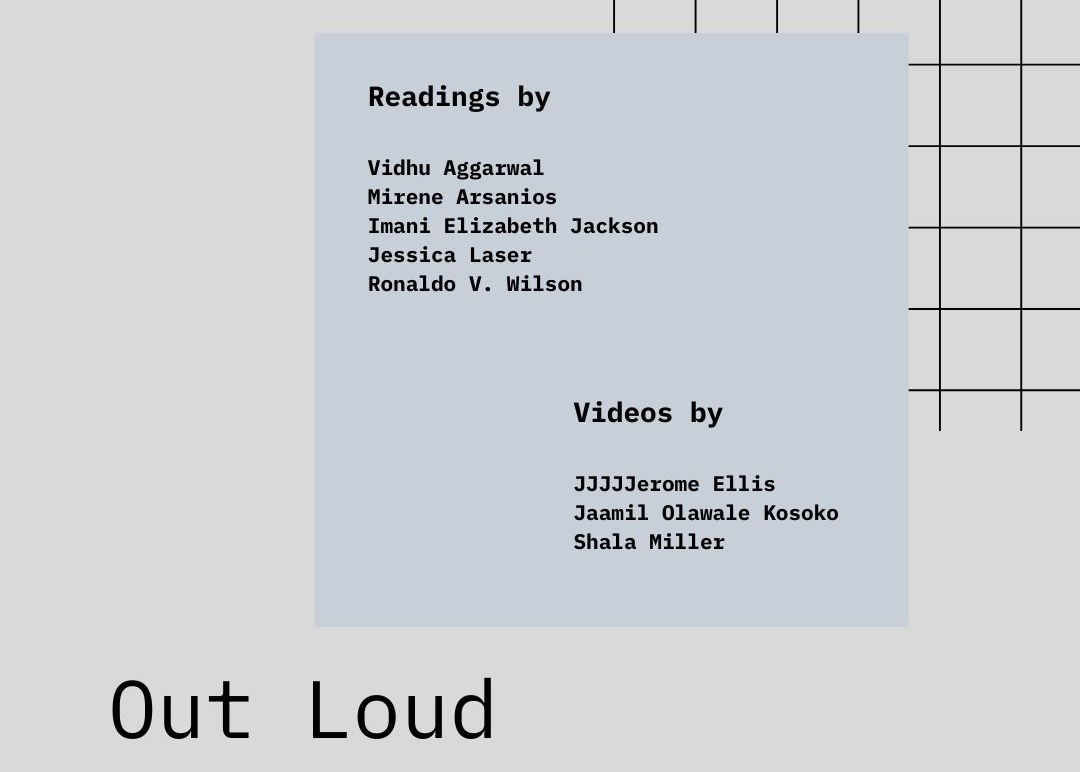 Readings by
Vidhu Aggarwal
Mirene Arsanios
Imani Elizabeth Jackson
Jessica Laser
Ronaldo V. Wilson
Videos by
JJJJJerome Ellis
Jaamil Olawale Kosoko
Shala Miller
Out Loud